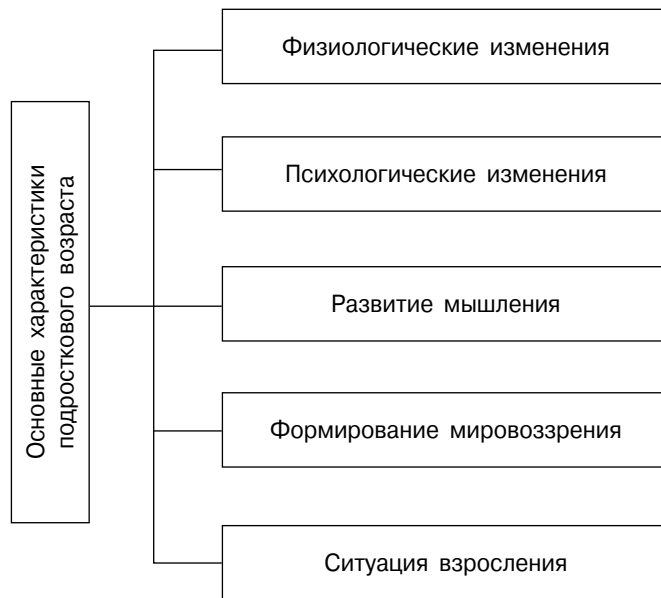 Основные характеристики
подросткового возраста
Физиологические изменения
Психологические изменения
Развитие мышления
Формирование мировоззрения
Ситуация взросления